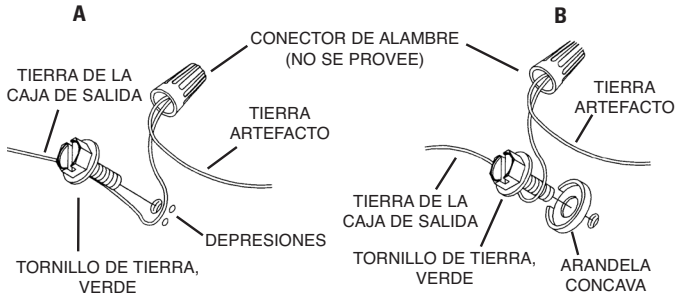 A
B
CONECTOR DE ALAMBRE
(NO SE PROVEE)
TIERRA DE LA
CAJA DE SALIDA
TIERRA
ARTEFACTO
DEPRESIONES
TORNILLO DE TIERRA,
VERDE
TIERRA
ARTEFACTO
TIERRA DE LA
CAJA DE SALIDA
TORNILLO DE TIERRA,
VERDE
ARANDELA
CONCAVA